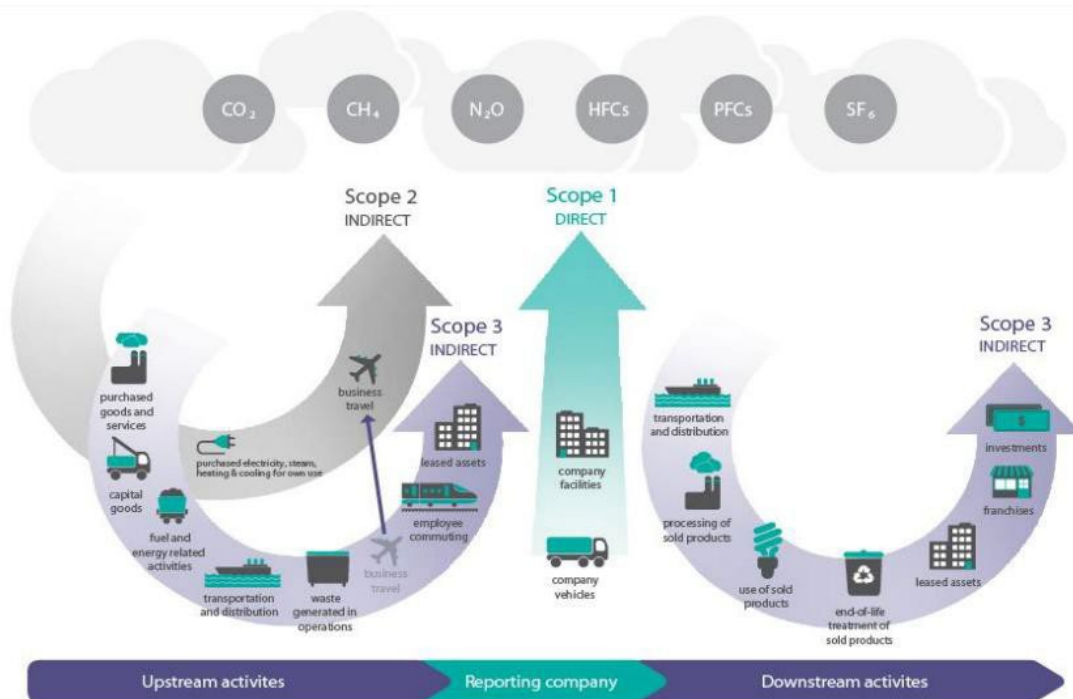 CO₂
CH₄
N₂O
HFCs
PFCs
SF₆
Scope 2
INDIRECT
Scope 1
DIRECT
Scope 3
INDIRECT
Scope 3
INDIRECT
purchased
goods and
services
capital
goods
fuel and
energy related
activities
purchased electricity, steam,
heating & cooling for own use
transportation
and distribution
waste
generated in
operations
business
travel
business
travel
employee
commuting
leased assets
company
facilities
company
vehicles
transportation
and distribution
processing of
sold products
use of sold
products
end-of-life
treatment of
sold products
leased assets
franchises
investments
$
Upstream activites
Reporting company
Downstream activites